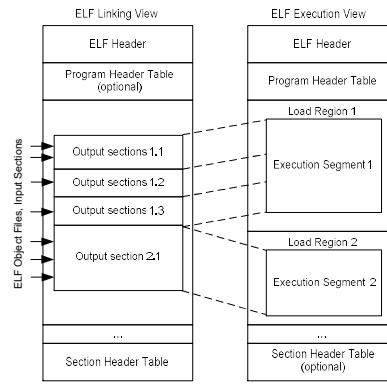 ELF Linking View
ELF Header
Program Header Table
(optional)
ELF Object Files, Input Sections
Output sections 1.1
Output sections 1.2
Output sections 1.3
Output section 2.1
...
Section Header Table
ELF Execution View
ELF Header
Program Header Table
Load Region 1
Execution Segment 1
Load Region 2
Execution Segment 2
...
Section Header Table
(optional)